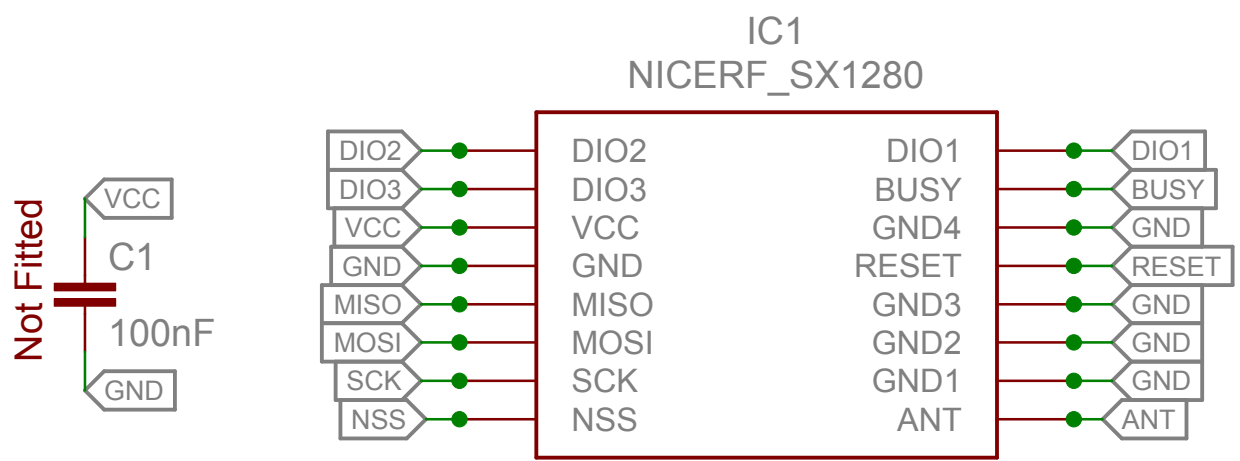 IC1
NICERF_SX1280
Not Fitted
VCC
C1
100nF
GND
DIO2 DIO2 DIO1 DIO1
DIO3 DIO3 BUSY BUSY
VCC VCC GND4 GND
GND GND RESET RESET
MISO MISO GND3 GND
MOSI MOSI GND2 GND
SCK SCK GND1 GND
NSS NSS ANT ANT